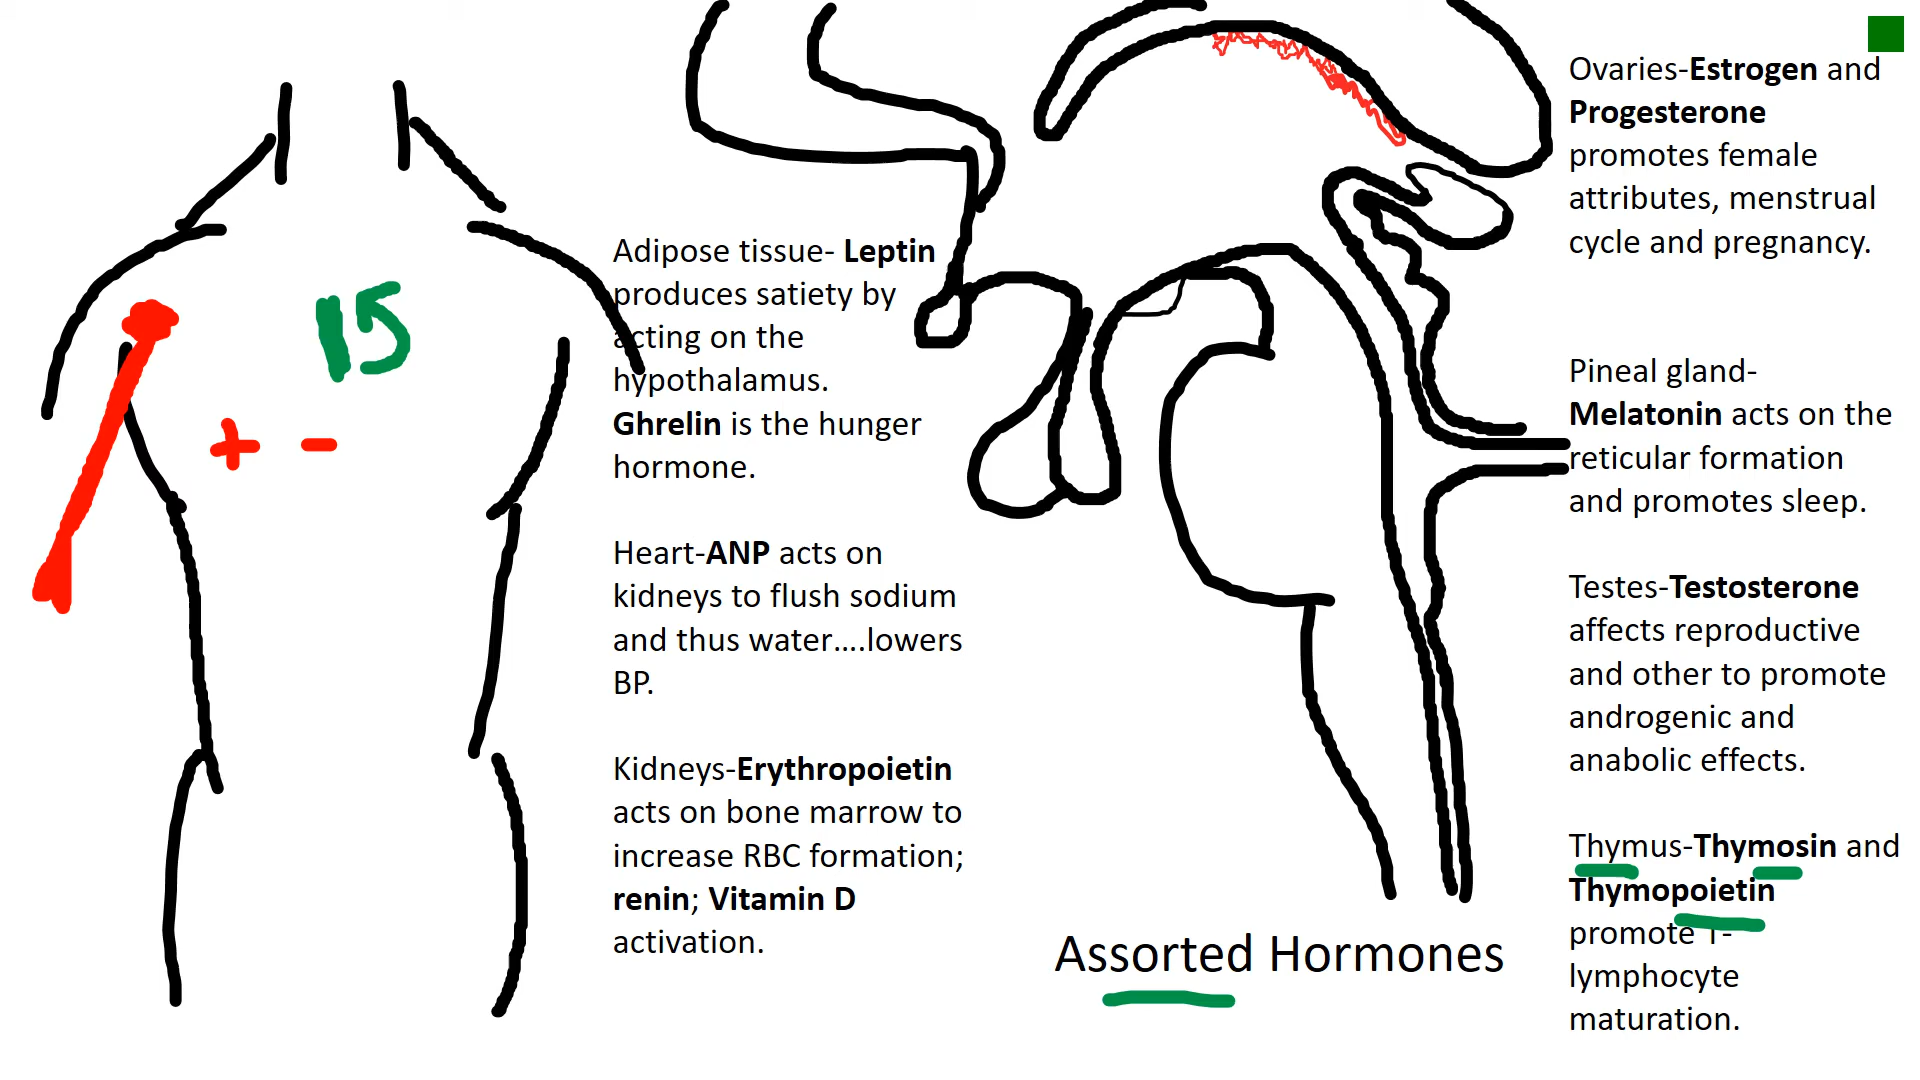 15
+ -
Adipose tissue- Leptin
produces satiety by
acting on the
hypothalamus.
Ghrelin is the hunger
hormone.
Heart-ANP acts on
kidneys to flush sodium
and thus water....lowers
BP.
Kidneys-Erythropoietin
acts on bone marrow to
increase RBC formation;
renin; Vitamin D
activation.
Assorted Hormones
Ovaries-Estrogen and
Progesterone
promotes female
attributes, menstrual
cycle and pregnancy.
Pineal gland-
Melatonin acts on the
reticular formation
and promotes sleep.
Testes-Testosterone
affects reproductive
and other to promote
androgenic and
anabolic effects.
Thymus-Thymosin and
Thymopoietin
promote T-
lymphocyte
maturation.